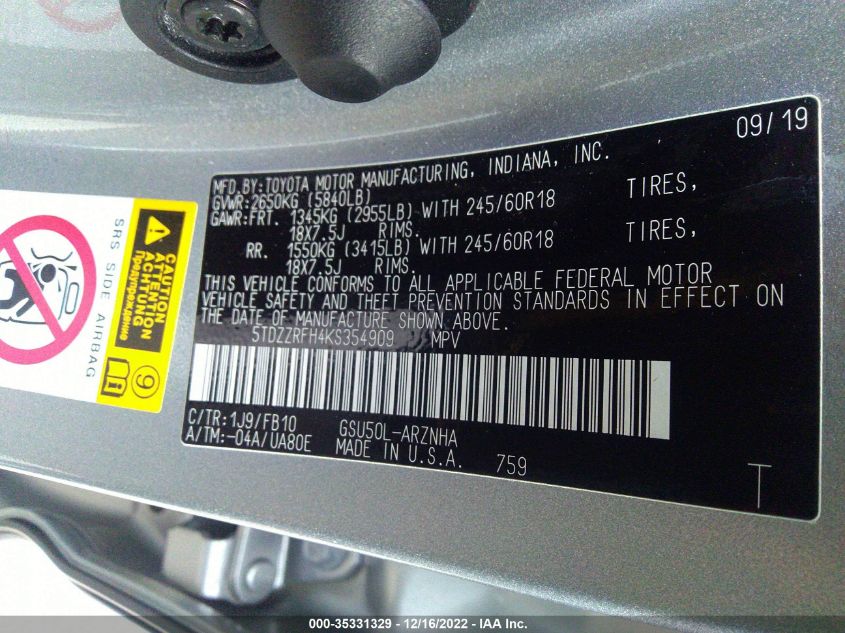 09/19
MFD.BY:TOYOTA MOTOR MANUFACTURING, INDIANA, INC.
GVWR:2650KG (5840LB)
GAWR:FRT. 1345KG (2955LB) WITH 245/60R18 TIRES,
18X7.5J RIMS.
RR. 1550KG (3415LB) WITH 245/60R18 TIRES,
18X7.5J RIMS.
THIS VEHICLE CONFORMS TO ALL APPLICABLE FEDERAL MOTOR
VEHICLE SAFETY AND THEFT PREVENTION STANDARDS IN EFFECT ON
THE DATE OF MANUFACTURE SHOWN ABOVE.
5TDZZRFH4KS354909 MPV
C/TR:1J9/FB10 GSU50L-ARZNHA
A/TM:-04A/UA80E MADE IN U.S.A. 759
T
SRS SIDE AIRBAG
CAUTION
ATTENTION
ACHTUNG
Предупреждение
9
000-35331329 - 12/16/2022 - IAA Inc.